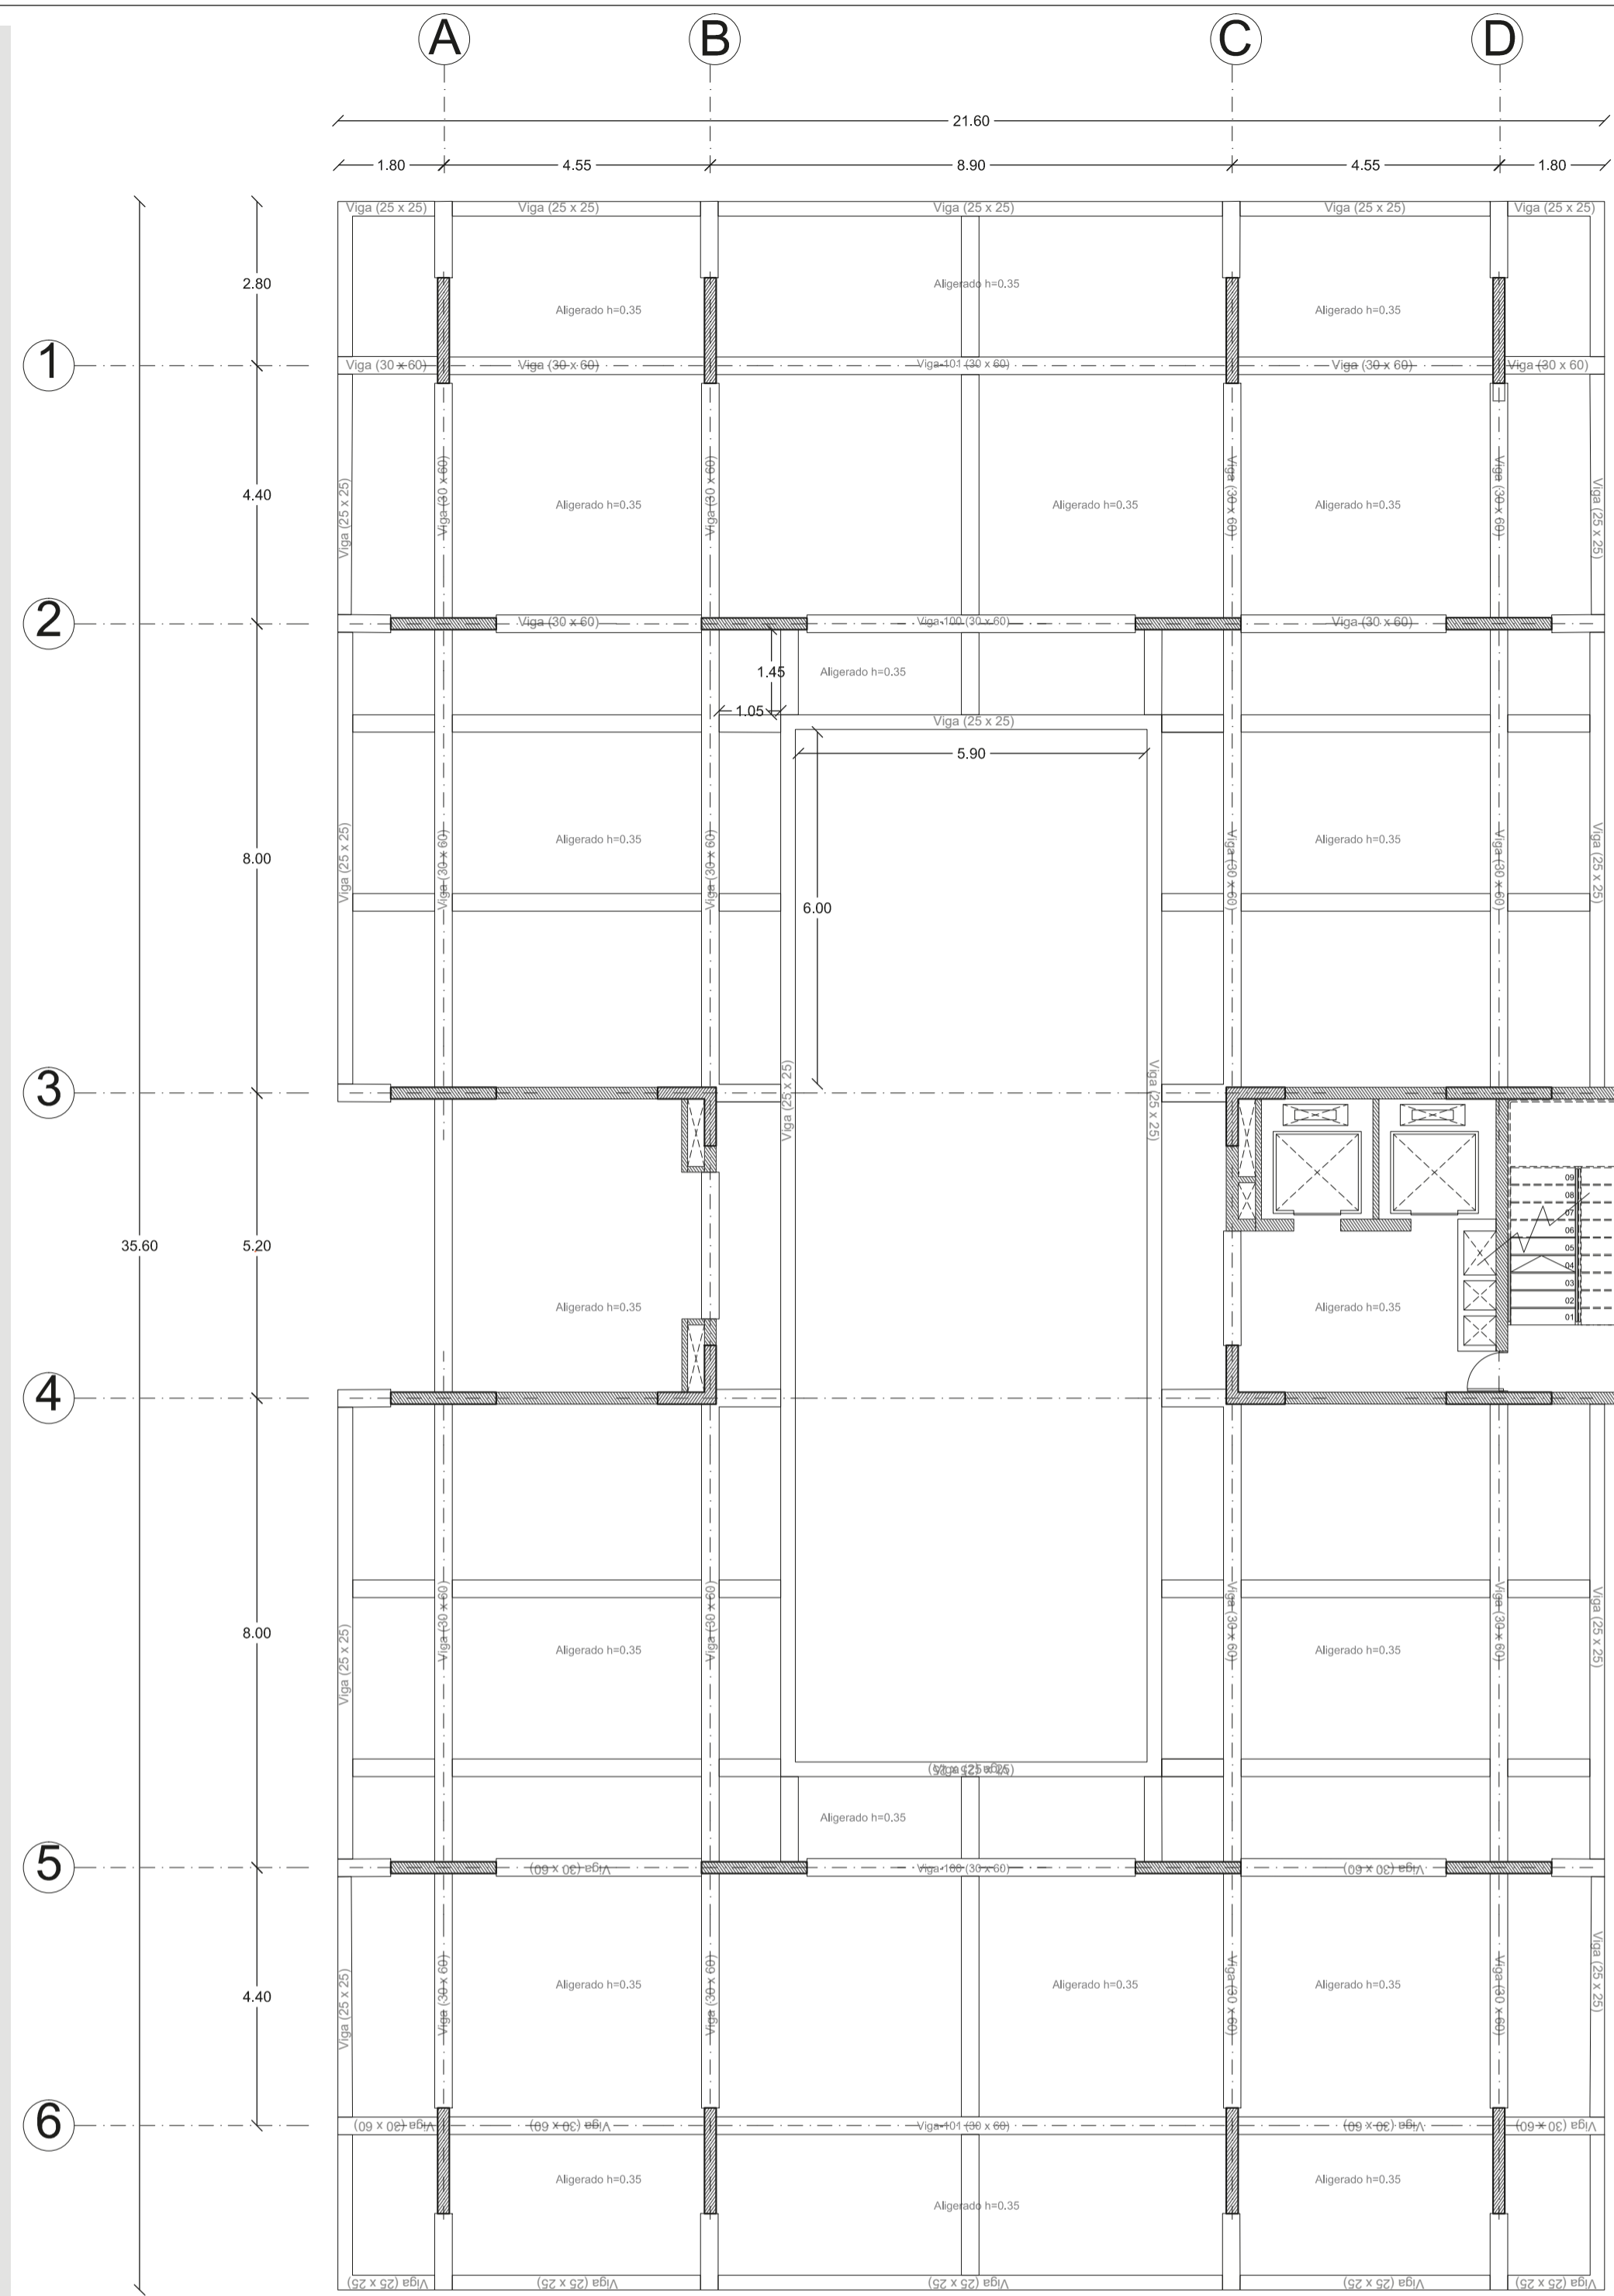 A B C D
21.60
1.80 4.55 8.90 4.55 1.80
Viga (25 x 25) Viga (25 x 25) Viga (25 x 25) Viga (25 x 25) Viga (25 x 25)
2.80
Aligerado h=0.35 Aligerado h=0.35 Aligerado h=0.35
1
Viga (30 x 60) Viga (30 x 60) Viga-101 (30 x 60) Viga (30 x 60) Viga (30 x 60)
4.40
Viga (25 x 25) Viga (30 x 60) Viga (30 x 60) Viga (30 x 60) Viga (30 x 60) Viga (25 x 25)
Aligerado h=0.35 Aligerado h=0.35 Aligerado h=0.35
2
Viga (30 x 60) Viga-100 (30 x 60) Viga (30 x 60)
1.45
Aligerado h=0.35
1.05
Viga (25 x 25)
5.90
8.00
Viga (25 x 25) Viga (30 x 60) Viga (30 x 60) Viga (30 x 60) Viga (30 x 60) Viga (25 x 25)
Aligerado h=0.35 Aligerado h=0.35
6.00
3
Viga (25 x 25) Viga (25 x 25)
09
08
07
06
05
04
03
02
01
35.60
5.20
Aligerado h=0.35 Aligerado h=0.35
4
8.00
Viga (25 x 25) Viga (30 x 60) Viga (30 x 60) Viga (30 x 60) Viga (30 x 60) Viga (25 x 25)
Aligerado h=0.35 Aligerado h=0.35
Viga (25 x 25)
Aligerado h=0.35
5
Viga (30 x 60) Viga-100 (30 x 60) Viga (30 x 60)
4.40
Viga (25 x 25) Viga (30 x 60) Viga (30 x 60) Viga (30 x 60) Viga (30 x 60) Viga (25 x 25)
Aligerado h=0.35 Aligerado h=0.35 Aligerado h=0.35
6
Viga (30 x 60) Viga (30 x 60) Viga-101 (30 x 60) Viga (30 x 60) Viga (30 x 60)
Aligerado h=0.35 Aligerado h=0.35 Aligerado h=0.35
Viga (25 x 25) Viga (25 x 25) Viga (25 x 25) Viga (25 x 25) Viga (25 x 25)